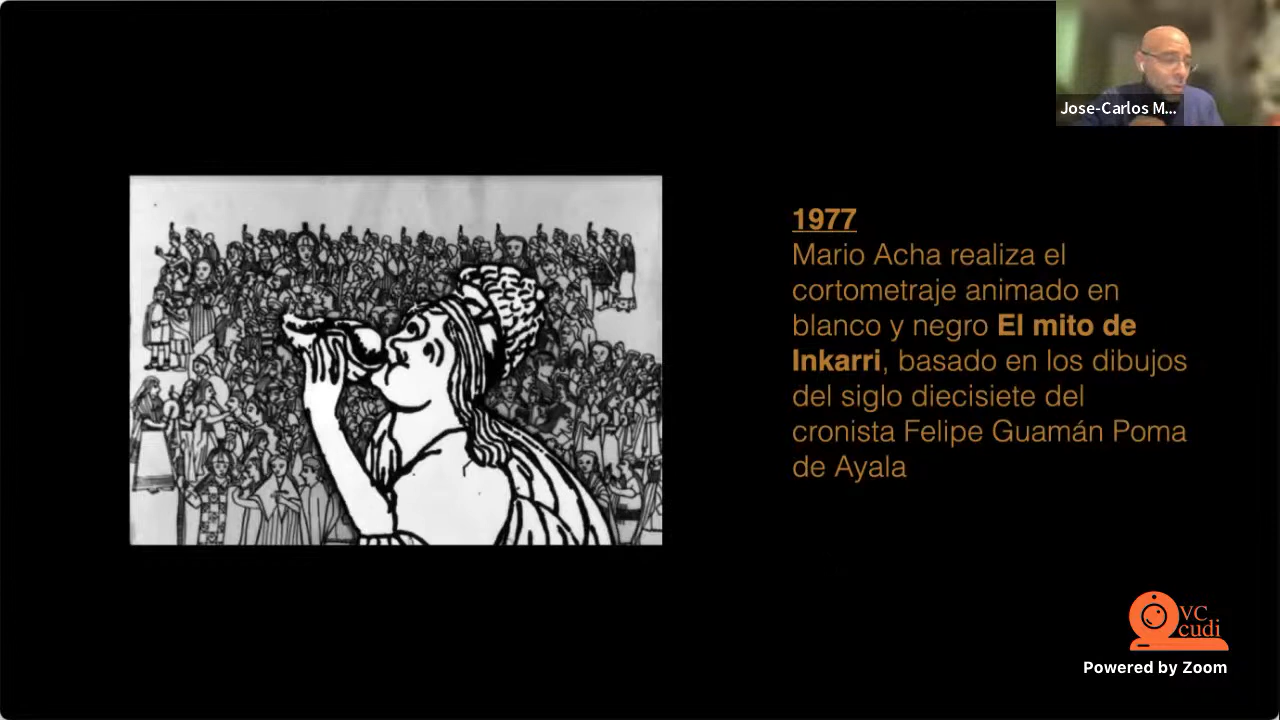 Jose-Carlos M...
1977
Mario Acha realiza el
cortometraje animado en
blanco y negro El mito de
Inkarri, basado en los dibujos
del siglo diecisiete del
cronista Felipe Guamán Poma
de Ayala
VC
cudi
Powered by Zoom